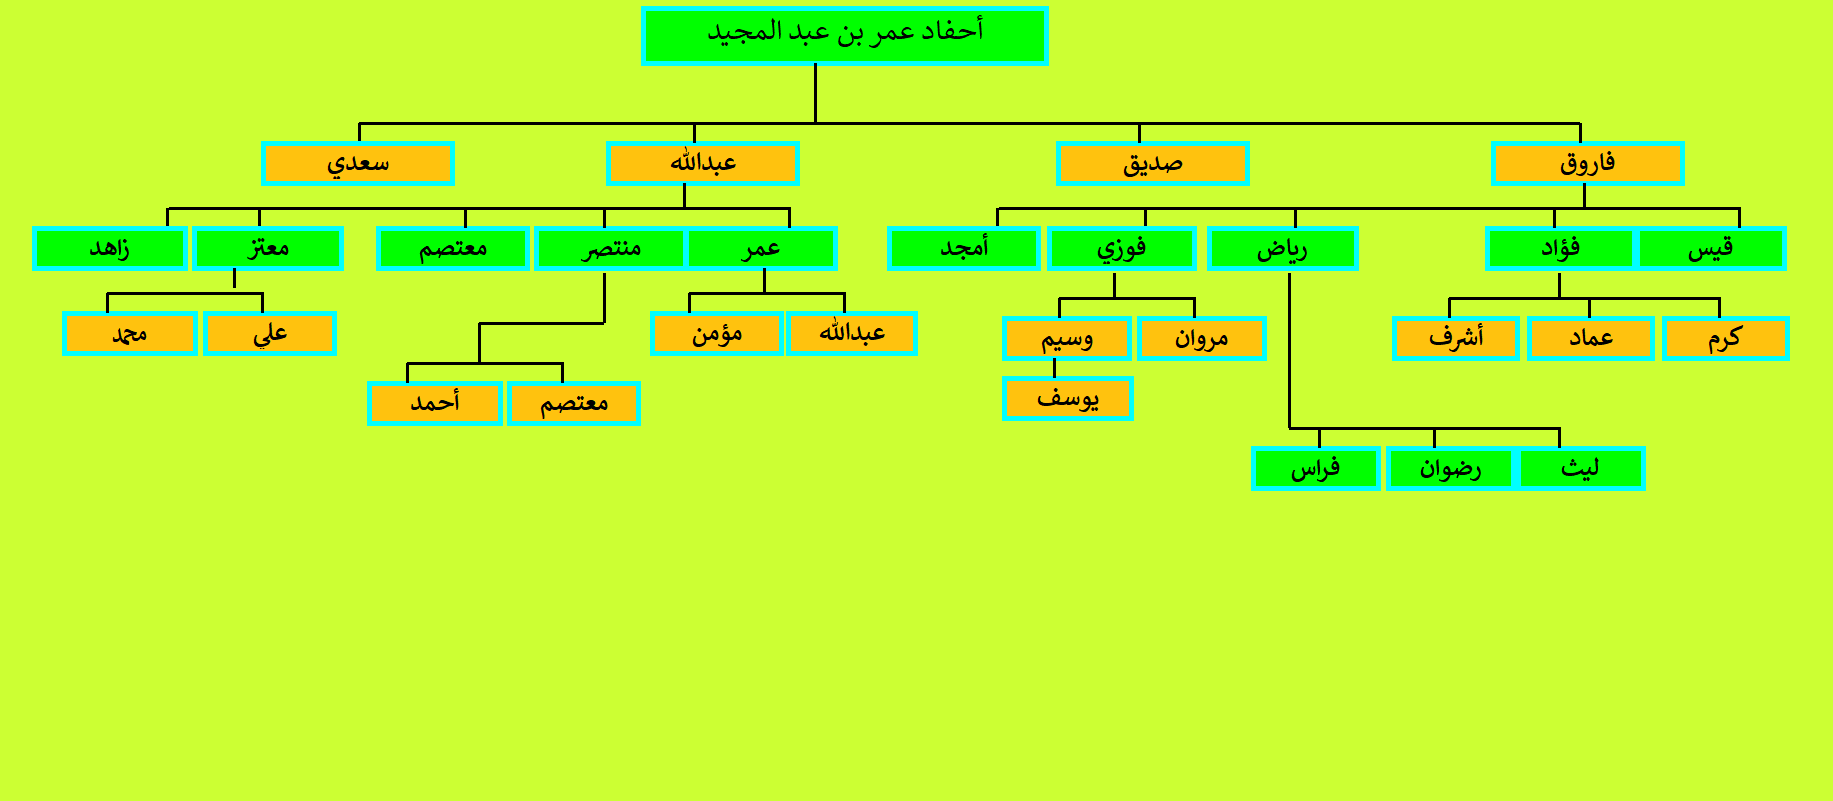 أحفاد عمر بن عبد المجيد
فاروق
صديق
عبدالله
سعدي
قيس
فؤاد
رياض
فوزي
أمجد
عمر
منتصر
معتصم
معتز
زاهد
كرم
عماد
أشرف
مروان
وسيم
عبدالله
مؤمن
علي
محمد
يوسف
معتصم
أحمد
ليث
رضوان
فراس